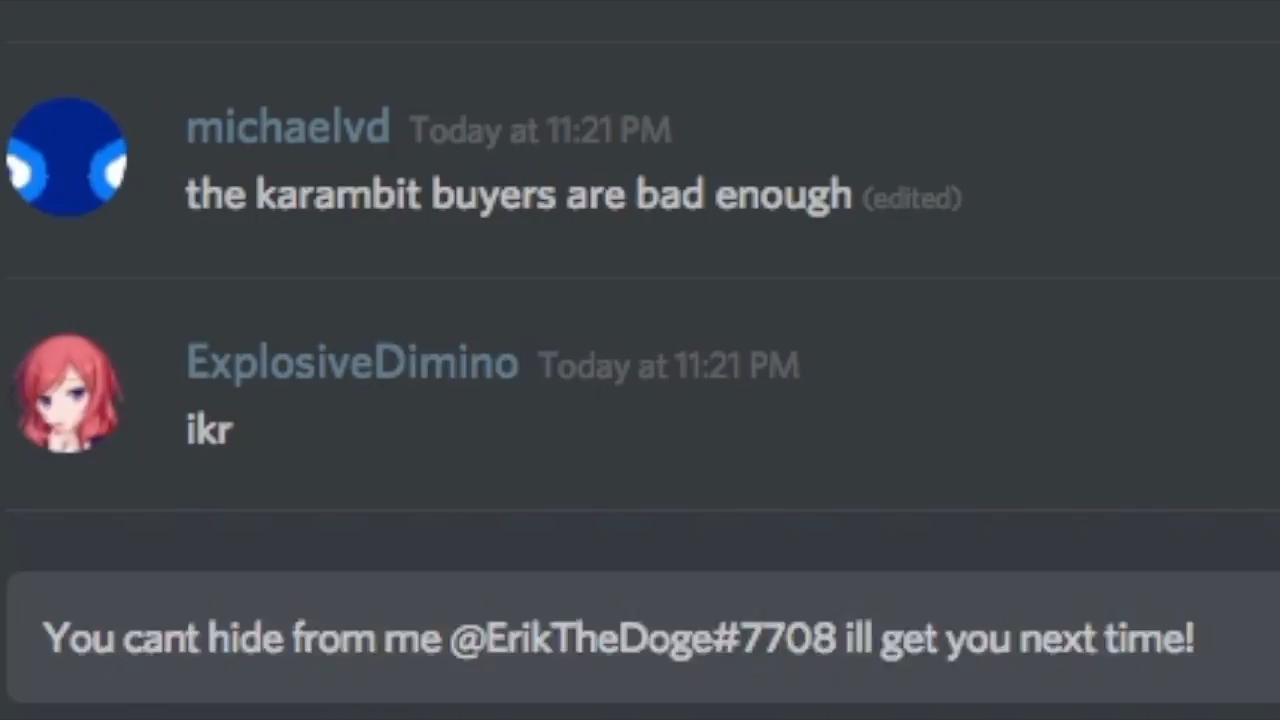 michaelvd Today at 11:21 PM
the karambit buyers are bad enough (edited)
ExplosiveDimino Today at 11:21 PM
ikr
You cant hide from me @ErikTheDoge#7708 ill get you next time!